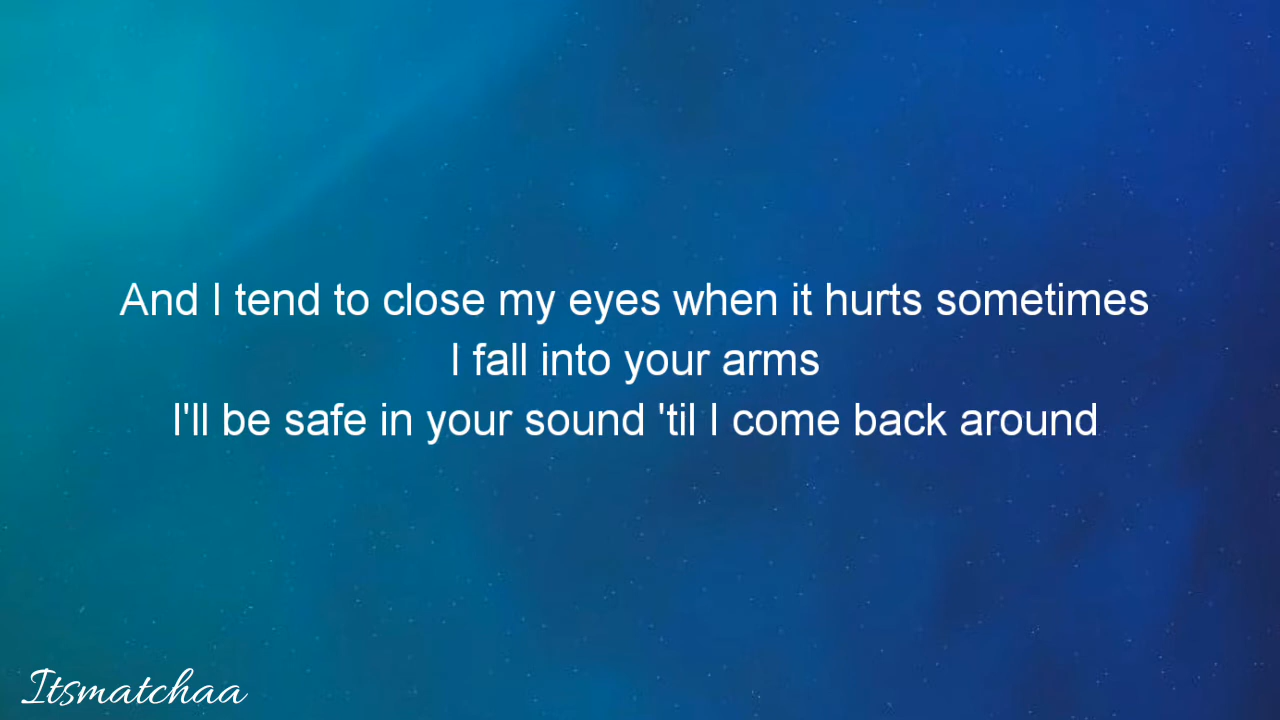 And I tend to close my eyes when it hurts sometimes
I fall into your arms
I'll be safe in your sound 'til I come back around
Itsmatchaa